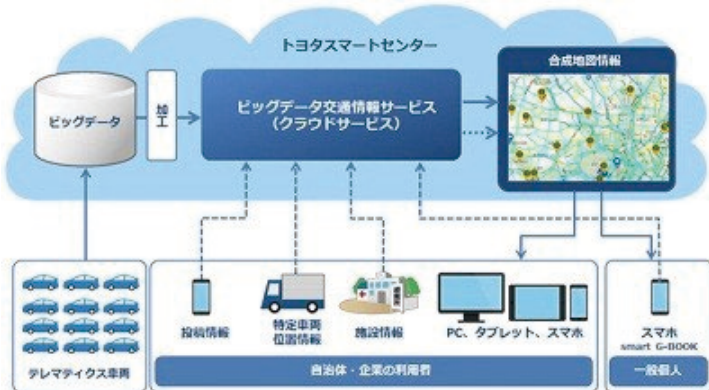 トヨタスマートセンター
ビッグデータ
加工
ビッグデータ交通情報サービス
(クラウドサービス)
合成地図情報
テレマティクス車両
投稿情報
特定車両
位置情報
施設情報
PC、タブレット、スマホ
自治体・企業の利用者
スマホ
smart G-BOOK
一般個人